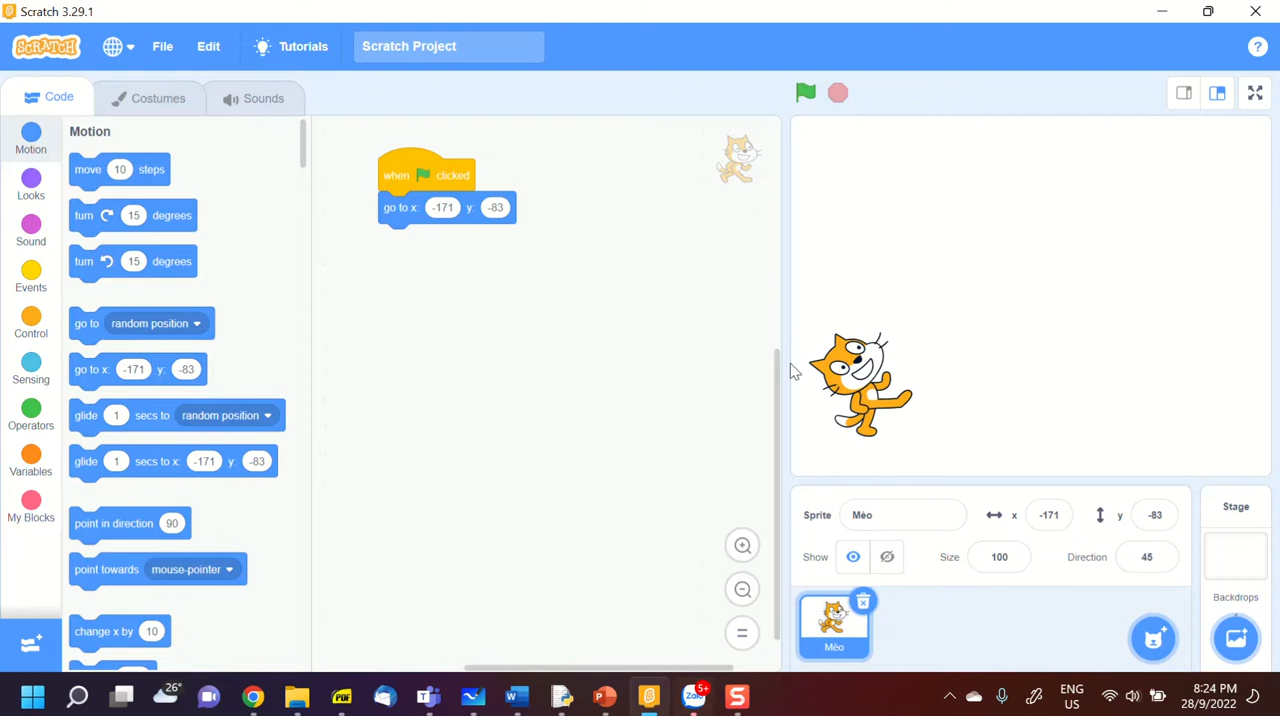 Scratch 3.29.1
SCRATCH File Edit Tutorials Scratch Project ?
Code Costumes Sounds
Motion
Motion
Looks
Sound
Events
Control
Sensing
Operators
Variables
My Blocks
move 10 steps
turn 15 degrees
turn 15 degrees
go to random position
go to x: -171 y: -83
glide 1 secs to random position
glide 1 secs to x: -171 y: -83
point in direction 90
point towards mouse-pointer
change x by 10
when clicked
go to x: -171 y: -83
Sprite Mèo x -171 y -83
Show Size 100 Direction 45
Mèo
Stage
Backdrops
26° PDF Zalo 5+ S
ENG
US
8:24 PM
28/9/2022